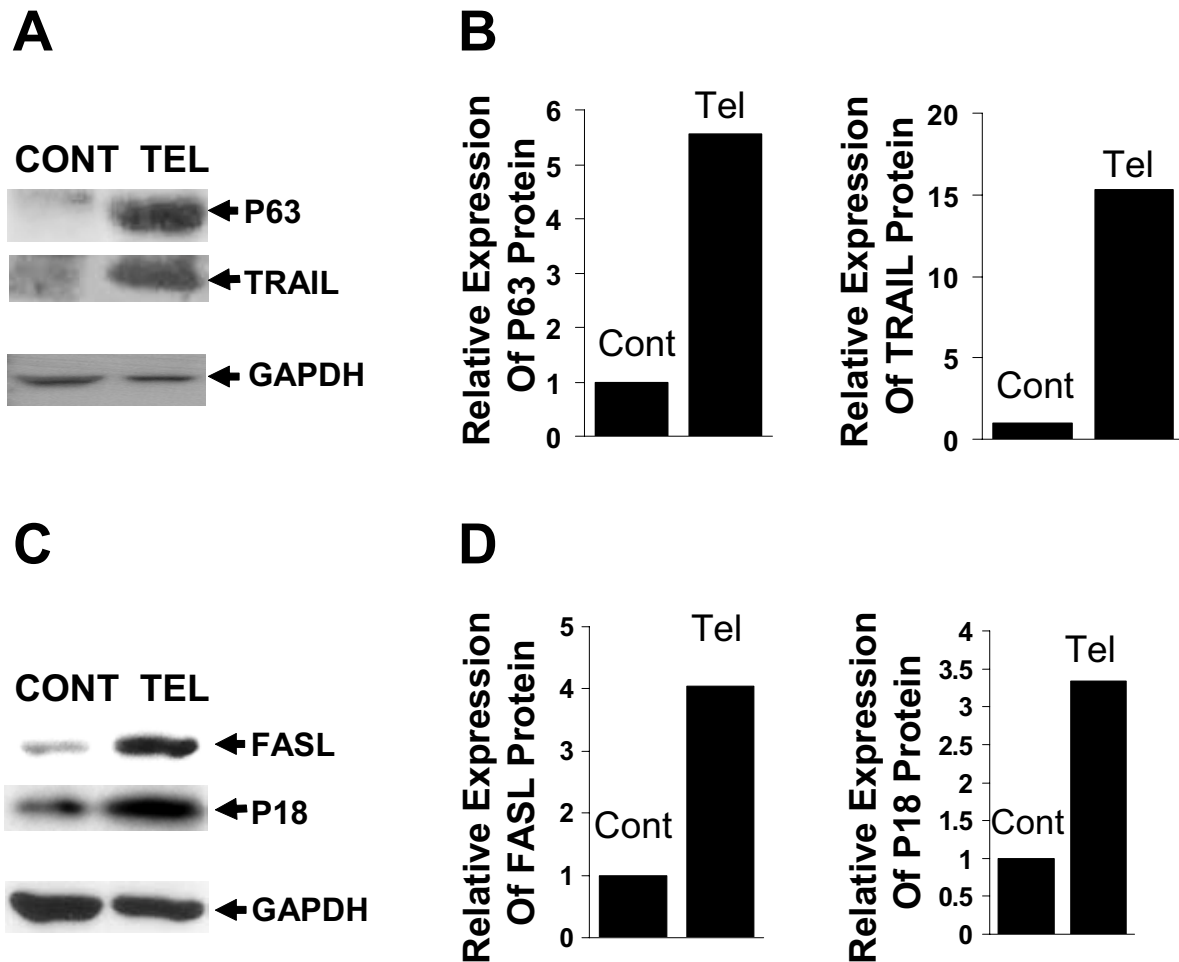 A
CONT TEL
P63
TRAIL
GAPDH
B
Relative Expression
Of P63 Protein
6
5
4
3
2
1
0
Cont
Tel
Relative Expression
Of TRAIL Protein
20
15
10
5
0
Cont
Tel
C
CONT TEL
FASL
P18
GAPDH
D
Relative Expression
Of FASL Protein
5
4
3
2
1
0
Cont
Tel
Relative Expression
Of P18 Protein
4
3.5
3
2.5
2
1.5
1
0.5
0
Cont
Tel